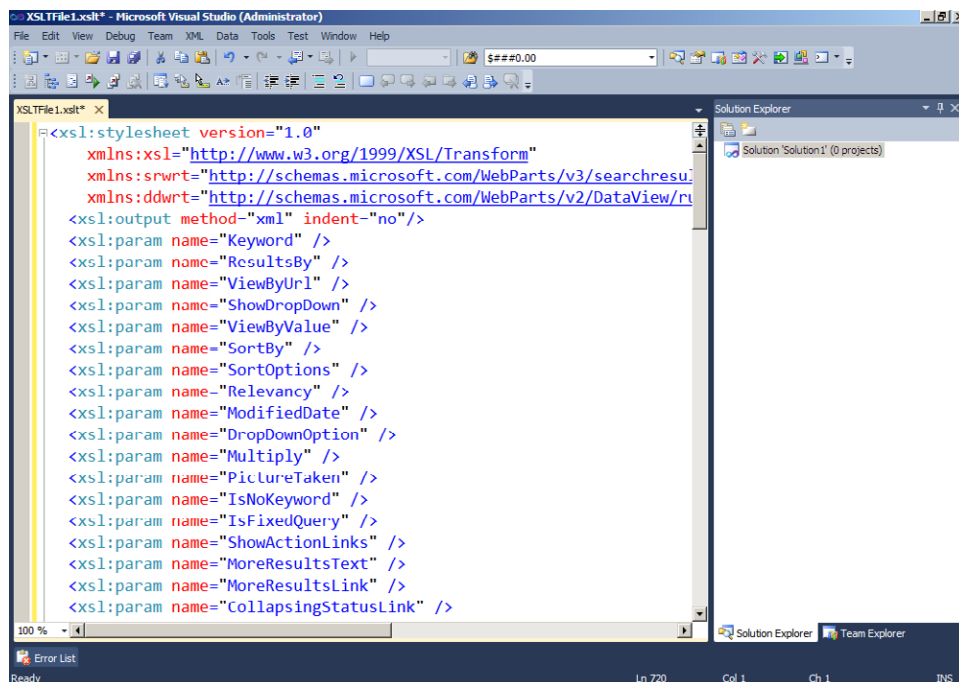 XSLTFile1.xslt* - Microsoft Visual Studio (Administrator)
File Edit View Debug Team XML Data Tools Test Window Help
$###0.00
XSLTFile1.xslt*
Solution Explorer
Solution 'Solution1' (0 projects)
<xsl:stylesheet version="1.0"
xmlns:xsl="http://www.w3.org/1999/XSL/Transform"
xmlns:srwrt="http://schemas.microsoft.com/WebParts/v3/searchresul
xmlns:ddwrt="http://schemas.microsoft.com/WebParts/v2/DataView/ru
<xsl:output method="xml" indent="no"/>
<xsl:param name="Keyword" />
<xsl:param name="ResultsBy" />
<xsl:param name="ViewByUrl" />
<xsl:param name="ShowDropDown" />
<xsl:param name="ViewByValue" />
<xsl:param name="SortBy" />
<xsl:param name="SortOptions" />
<xsl:param name="Relevancy" />
<xsl:param name="ModifiedDate" />
<xsl:param name="DropDownOption" />
<xsl:param name="Multiply" />
<xsl:param name="PictureTaken" />
<xsl:param name="IsNoKeyword" />
<xsl:param name="IsFixedQuery" />
<xsl:param name="ShowActionLinks" />
<xsl:param name="MoreResultsText" />
<xsl:param name="MoreResultsLink" />
<xsl:param name="CollapsingStatusLink" />
100 %
Solution Explorer Team Explorer
Error List
Ready Ln 720 Col 1 Ch 1 INS